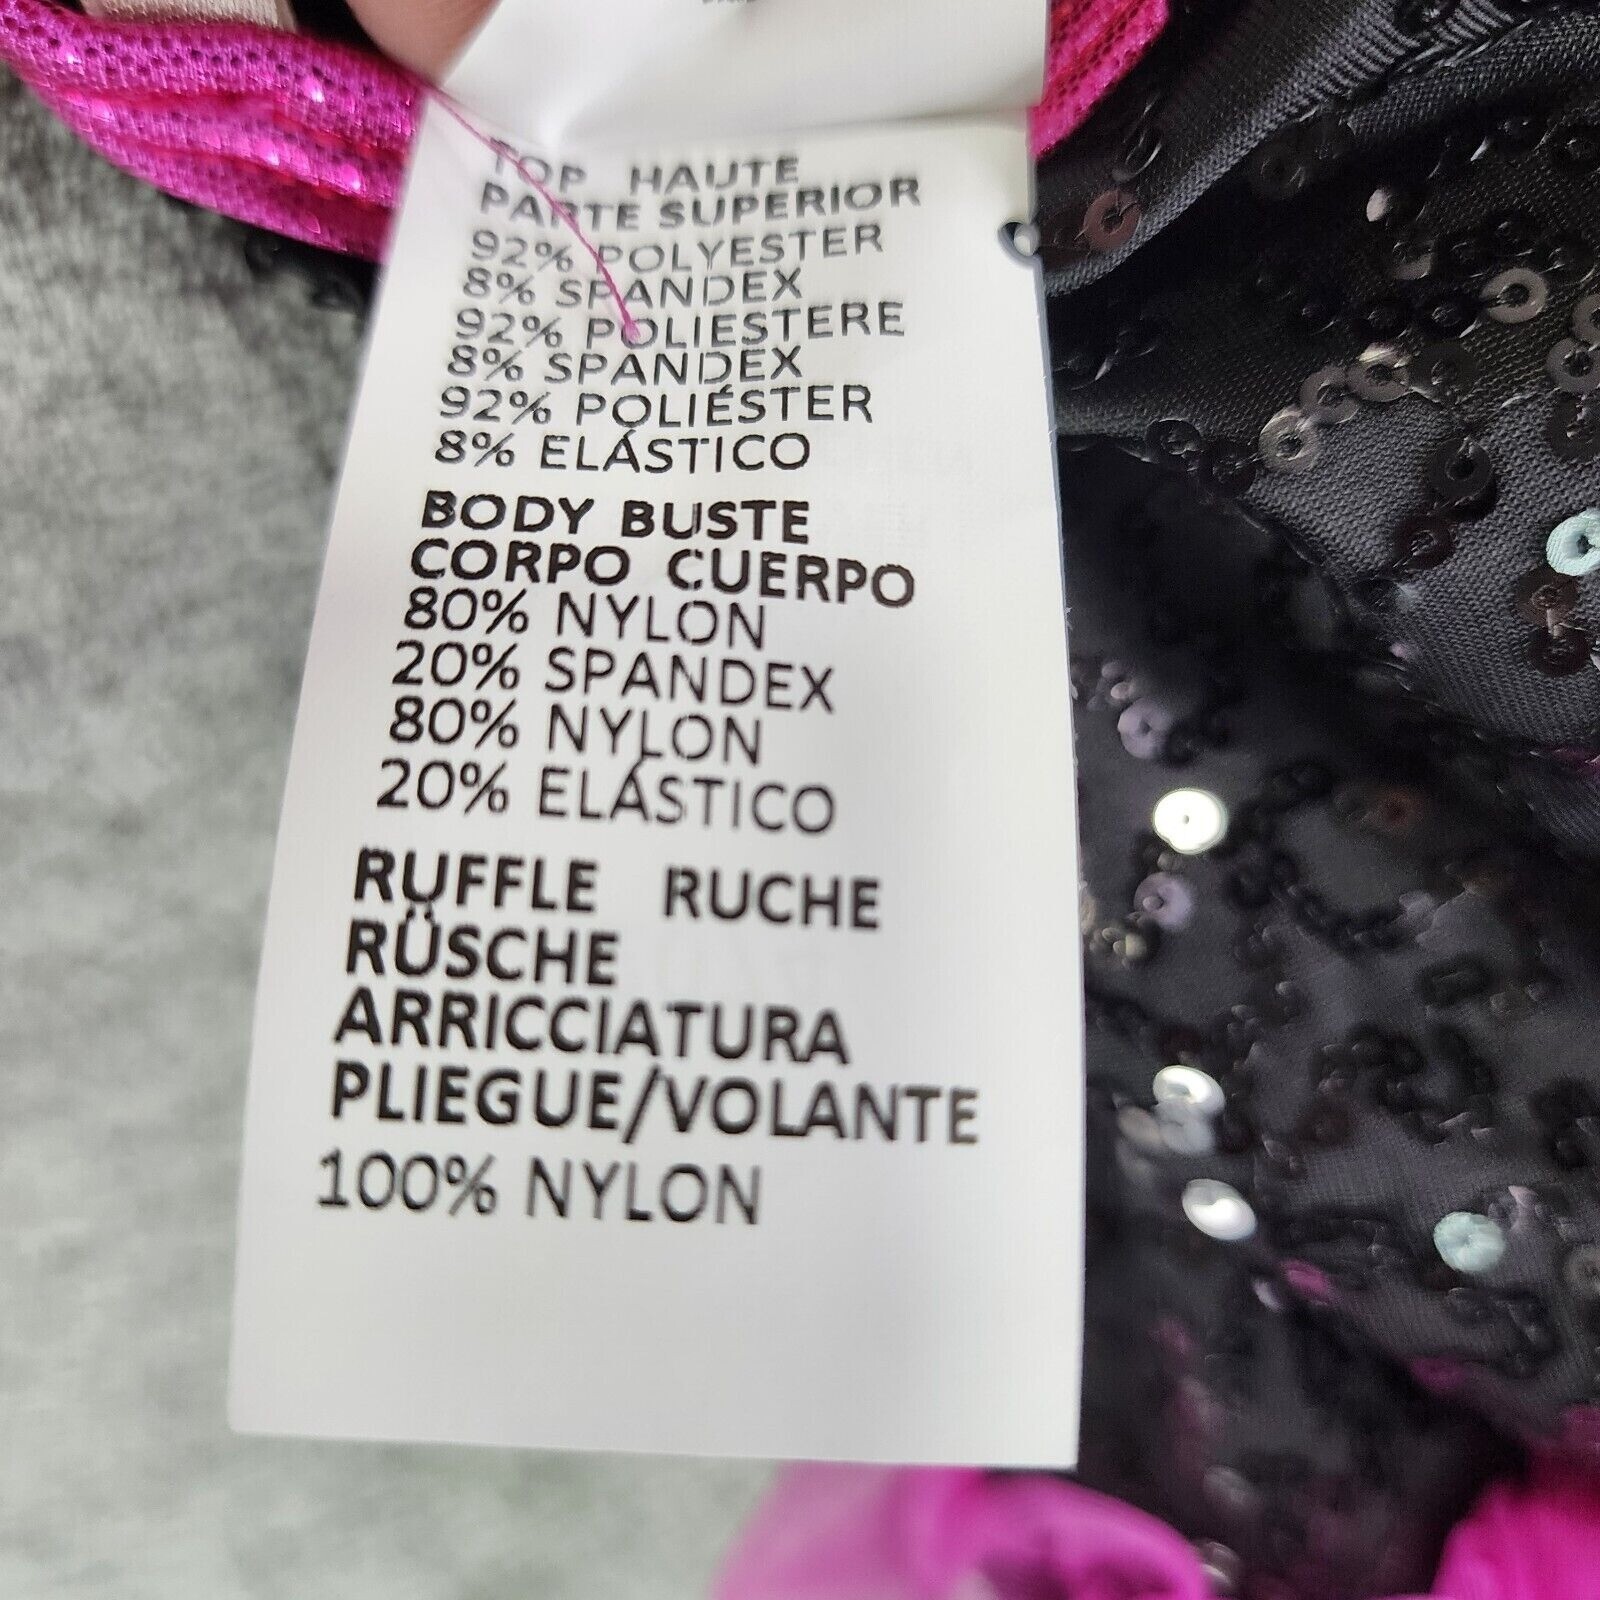 TOP HAUTE
PARTE SUPERIOR
92% POLYESTER
8% SPANDEX
92% POLIESTERE
8% SPANDEX
92% POLIÉSTER
8% ELÁSTICO
BODY BUSTE
CORPO CUERPO
80% NYLON
20% SPANDEX
80% NYLON
20% ELÁSTICO
RUFFLE RUCHE
RÜSCHE
ARRICCIATURA
PLIEGUE/VOLANTE
100% NYLON